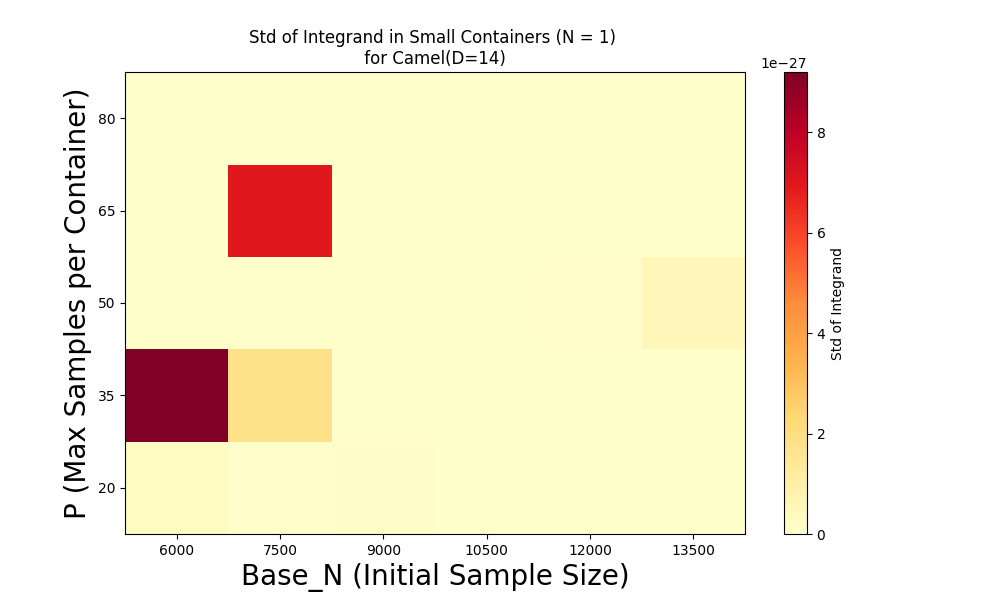 Std of Integrand in Small Containers (N = 1)
for Camel(D=14)
1e−27
P (Max Samples per Container)
80
65
50
35
20
6000 7500 9000 10500 12000 13500
Base_N (Initial Sample Size)
8
6
4
2
0
Std of Integrand